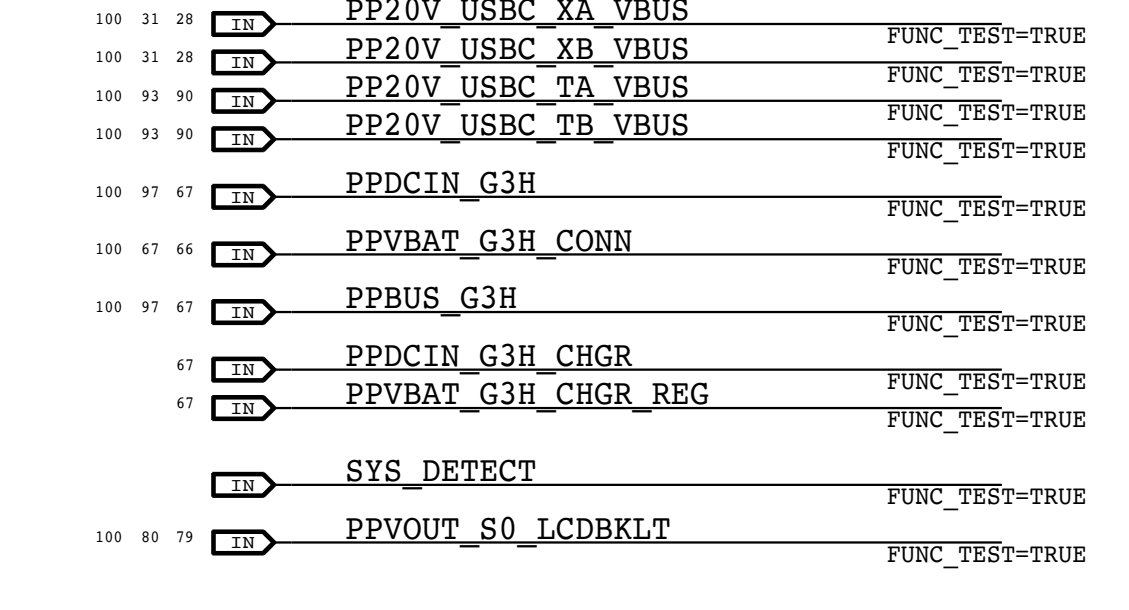 100 31 28 IN PP20V_USBC_XA_VBUS FUNC_TEST=TRUE
100 31 28 IN PP20V_USBC_XB_VBUS FUNC_TEST=TRUE
100 93 90 IN PP20V_USBC_TA_VBUS FUNC_TEST=TRUE
100 93 90 IN PP20V_USBC_TB_VBUS FUNC_TEST=TRUE
100 97 67 IN PPDCIN_G3H FUNC_TEST=TRUE
100 67 66 IN PPVBAT_G3H_CONN FUNC_TEST=TRUE
100 97 67 IN PPBUS_G3H FUNC_TEST=TRUE
67 IN PPDCIN_G3H_CHGR FUNC_TEST=TRUE
67 IN PPVBAT_G3H_CHGR_REG FUNC_TEST=TRUE
IN SYS_DETECT FUNC_TEST=TRUE
100 80 79 IN PPVOUT_S0_LCDBKLT FUNC_TEST=TRUE